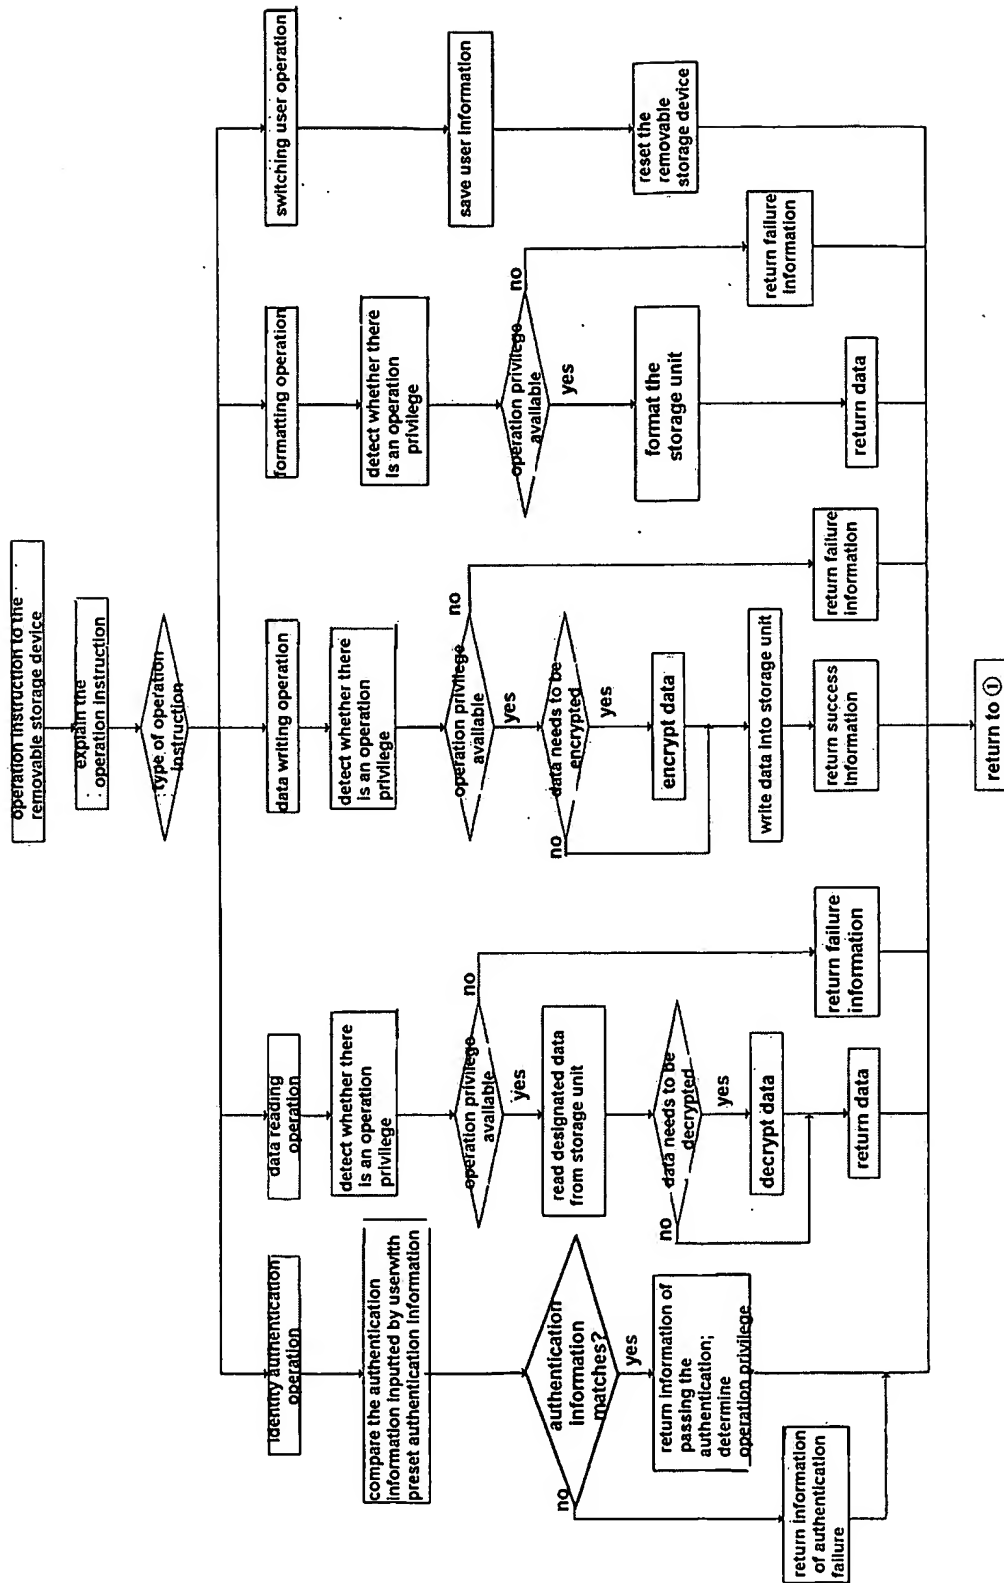 operation instruction to the
removable storage device
explain the
operation instruction
type of operation
instruction
identity authentication
operation
compare the authentication
information inputted by userwith
preset authentication information
authentication
information
matches?
no
yes
return information of
passing the
authentication;
determine
operation privilege
return information
of authentication
failure
data reading
operation
detect whether there
is an operation
privilege
operation privilege
available
no
yes
read designated data
from storage unit
data needs to be
decrypted
no
yes
decrypt data
return data
return failure
information
data writing operation
detect whether there
is an operation
privilege
operation privilege
available
no
yes
data needs to be
encrypted
no
yes
encrypt data
write data into storage unit
return success
information
return failure
information
formatting operation
detect whether there
is an operation
privilege
operation privilege
available
no
yes
format the
storage unit
return data
return failure
information
switching user operation
save user information
reset the
removable
storage device
return to ①